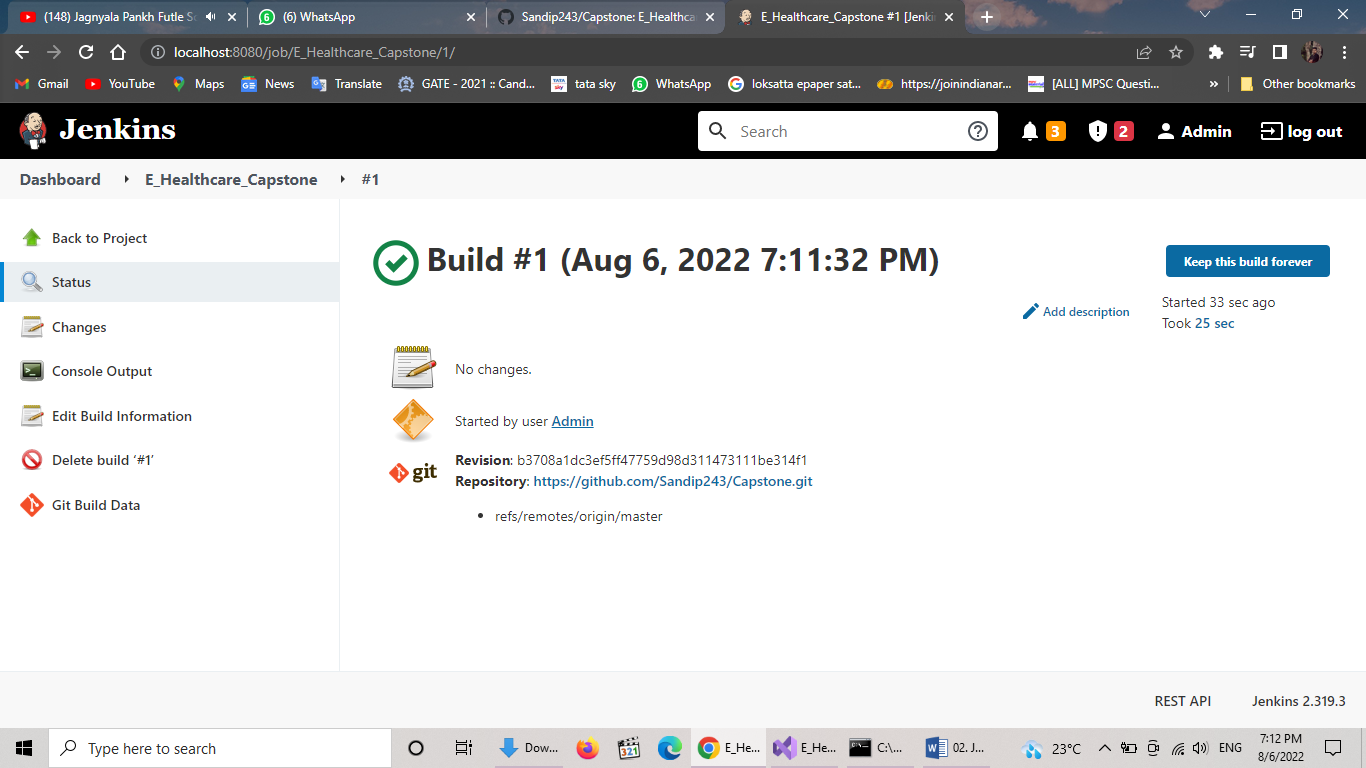 (148) Jagnyala Pankh Futle So
(6) WhatsApp
Sandip243/Capstone: E_Healthca
E_Healthcare_Capstone #1 [Jenki
localhost:8080/job/E_Healthcare_Capstone/1/
Gmail
YouTube
Maps
News
Translate
GATE - 2021 :: Cand...
tata sky
WhatsApp
loksatta epaper sat...
https://joinindianar...
[ALL] MPSC Questi...
»
Other bookmarks
Jenkins
Search
3
2
Admin
log out
Dashboard
E_Healthcare_Capstone
#1
Back to Project
Status
Changes
Console Output
Edit Build Information
Delete build ‘#1’
Git Build Data
Build #1 (Aug 6, 2022 7:11:32 PM)
Keep this build forever
Add description
Started 33 sec ago
Took 25 sec
No changes.
Started by user Admin
git
Revision: b3708a1dc3ef5ff47759d98d311473111be314f1
Repository: https://github.com/Sandip243/Capstone.git
• refs/remotes/origin/master
REST API
Jenkins 2.319.3
Type here to search
Dow...
321
E_He...
E_He...
C:\...
02. J...
23°C
ENG
7:12 PM
8/6/2022